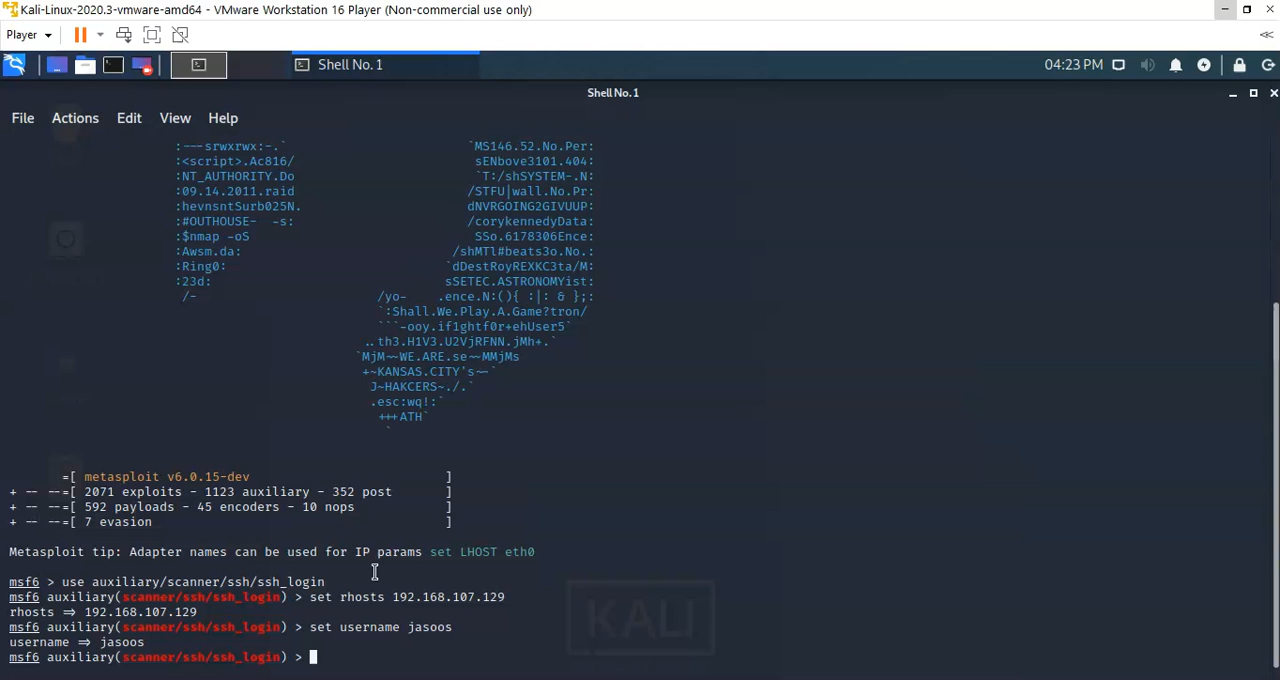 Kali-Linux-2020.3-vmware-amd64 - VMware Workstation 16 Player (Non-commercial use only)
Player
Shell No. 1
04:23 PM
Shell No. 1
File Actions Edit View Help
:---srwxrwx:-.` `MS146.52.No.Per:
:<script>.Ac816/ sENbove3101.404:
:NT_AUTHORITY.Do `T:/shSYSTEM-.N:
:09.14.2011.raid /STFU|wall.No.Pr:
:hevnsntSurb025N. dNVRGOING2GIVUUP:
:#OUTHOUSE- -s: /corykennedyData:
:$nmap -oS SSo.6178306Ence:
:Awsm.da: /shMTl#beats3o.No.:
:Ring0: `dDestRoyREXKC3ta/M:
:23d: sSETEC.ASTRONOMYist:
/- /yo- .ence.N:(){ :|: & };:
`:Shall.We.Play.A.Game?tron/
```-ooy.if1ghtf0r+ehUser5`
..th3.H1V3.U2VjRFNN.jMh+.`
`MjM~~WE.ARE.se~~MMjMs
+~KANSAS.CITY's~-`
J~HAKCERS~./.`
.esc:wq!:`
+++ATH`
`
=[ metasploit v6.0.15-dev ]
+ -- --=[ 2071 exploits - 1123 auxiliary - 352 post ]
+ -- --=[ 592 payloads - 45 encoders - 10 nops ]
+ -- --=[ 7 evasion ]
Metasploit tip: Adapter names can be used for IP params set LHOST eth0
msf6 > use auxiliary/scanner/ssh/ssh_login
msf6 auxiliary(scanner/ssh/ssh_login) > set rhosts 192.168.107.129
rhosts => 192.168.107.129
msf6 auxiliary(scanner/ssh/ssh_login) > set username jasoos
username => jasoos
msf6 auxiliary(scanner/ssh/ssh_login) >
KALI